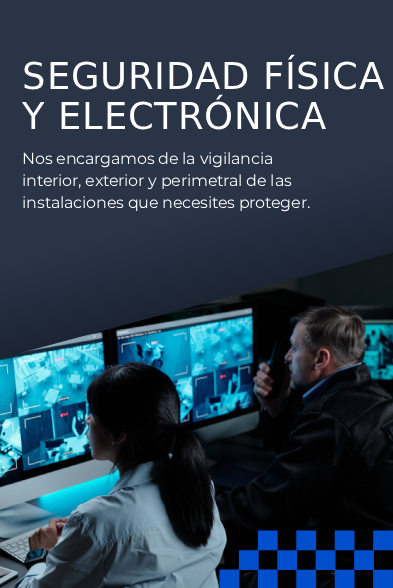 SEGURIDAD FÍSICA
Y ELECTRÓNICA
Nos encargamos de la vigilancia
interior, exterior y perimetral de las
instalaciones que necesites proteger.